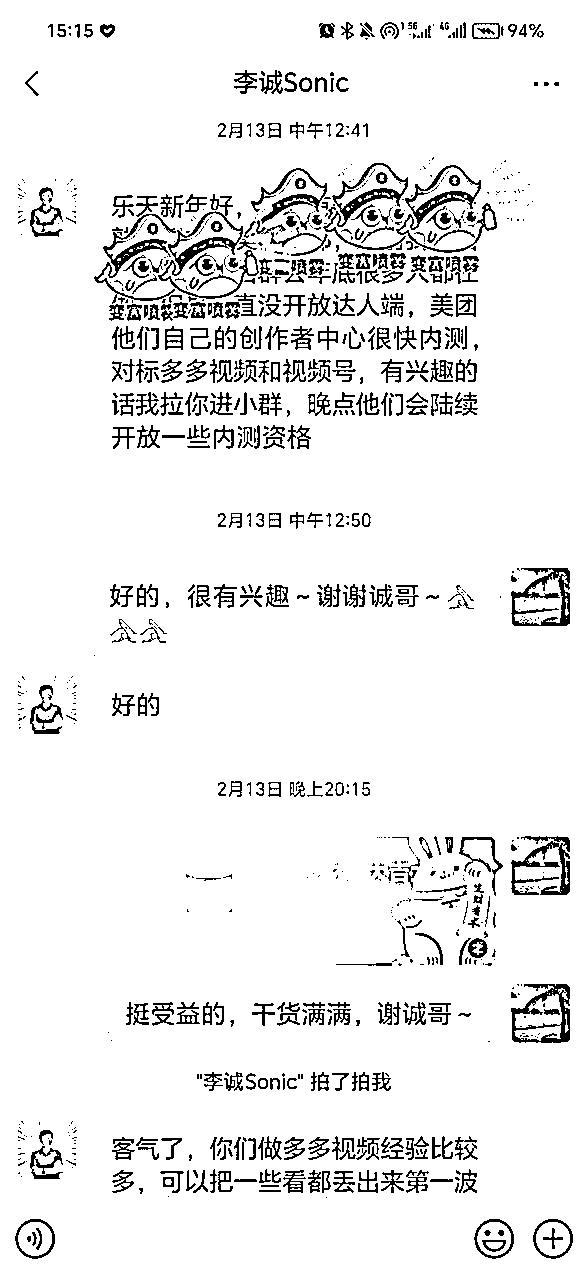 15:15 94%
李诚Sonic
2月13日 中午12:41
乐天新年好，
群去年底很多人都在
直没开放达人端，美团
他们自己的创作者中心很快内测，
对标多多视频和视频号，有兴趣的
话我拉你进小群，晚点他们会陆续
开放一些内测资格
2月13日 中午12:50
好的，很有兴趣～谢谢诚哥～
好的
2月13日 晚上20:15
挺受益的，干货满满，谢诚哥～
"李诚Sonic" 拍了拍我
客气了，你们做多多视频经验比较
多，可以把一些看都丢出来第一波